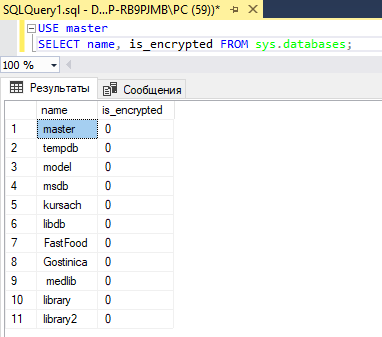 SQLQuery1.sql - D...P-RB9PJMB\PC (59))*
USE master
SELECT name, is_encrypted FROM sys.databases;
100 %
Результаты Сообщения
name is_encrypted
1 master 0
2 tempdb 0
3 model 0
4 msdb 0
5 kursach 0
6 libdb 0
7 FastFood 0
8 Gostinica 0
9 medlib 0
10 library 0
11 library2 0